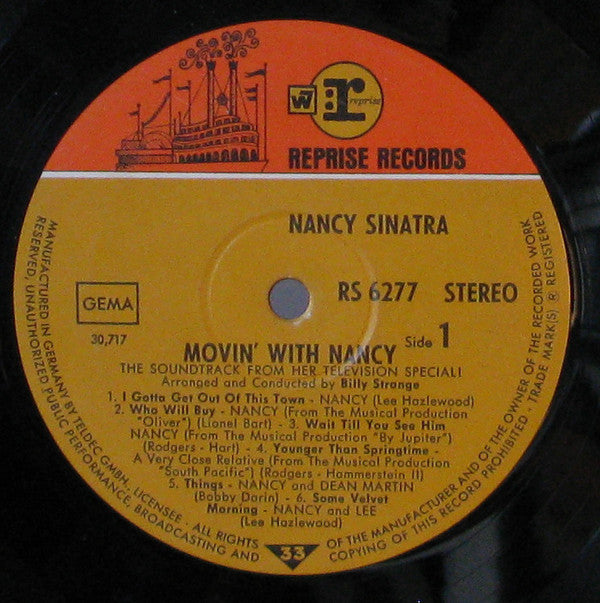 W7
r
reprise
REPRISE RECORDS
NANCY SINATRA
GEMA
30,717
RS 6277 STEREO
MOVIN' WITH NANCY Side 1
THE SOUNDTRACK FROM HER TELEVISION SPECIAL!
Arranged and Conducted by Billy Strange
1. I Gotta Get Out Of This Town - NANCY (Lee Hazlewood)
2. Who Will Buy - NANCY (From The Musical Production
"Oliver") (Lionel Bart) - 3. Wait Till You See Him
NANCY (From The Musical Production "By Jupiter")
(Rodgers - Hart) - 4. Younger Than Springtime -
A Very Close Relative (From The Musical Production
"South Pacific") (Rodgers - Hammerstein II)
5. Things - NANCY and DEAN MARTIN
(Bobby Darin) - 6. Some Velvet
Morning - NANCY and LEE
(Lee Hazlewood)
33
MANUFACTURED IN GERMANY BY TELDEC GMBH. LICENSEE - ALL RIGHTS OF THE MANUFACTURER AND OF THE OWNER OF THE RECORDED WORK
RESERVED, UNAUTHORIZED PUBLIC PERFORMANCE, BROADCASTING AND COPYING OF THIS RECORD PROHIBITED - TRADE MARK(S) ® REGISTERED